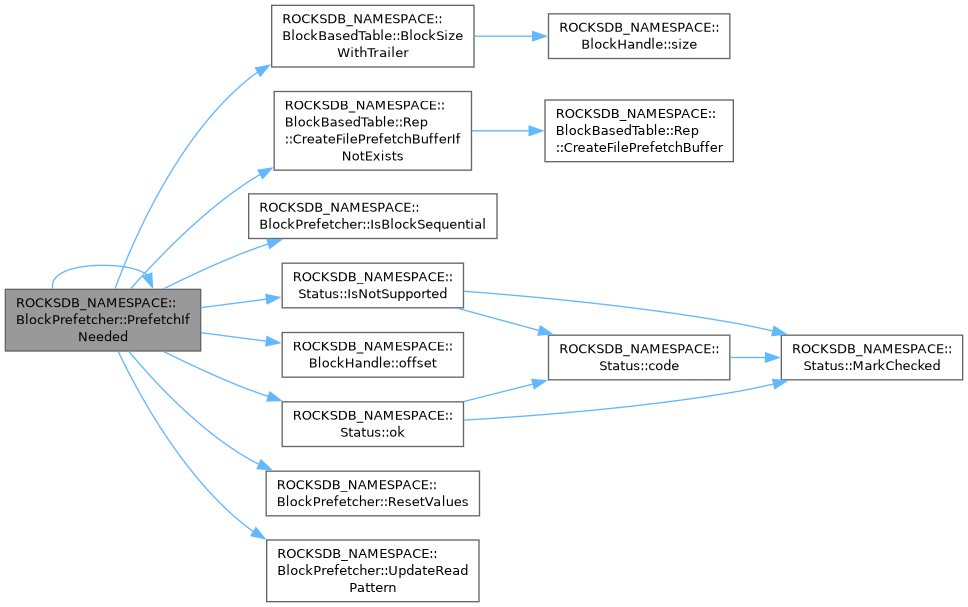 ROCKSDB_NAMESPACE::
BlockPrefetcher::PrefetchIf
Needed
ROCKSDB_NAMESPACE::
BlockBasedTable::BlockSize
WithTrailer
ROCKSDB_NAMESPACE::
BlockHandle::size
ROCKSDB_NAMESPACE::
BlockBasedTable::Rep
::CreateFilePrefetchBufferIf
NotExists
ROCKSDB_NAMESPACE::
BlockBasedTable::Rep
::CreateFilePrefetchBuffer
ROCKSDB_NAMESPACE::
BlockPrefetcher::IsBlockSequential
ROCKSDB_NAMESPACE::
Status::IsNotSupported
ROCKSDB_NAMESPACE::
Status::code
ROCKSDB_NAMESPACE::
Status::MarkChecked
ROCKSDB_NAMESPACE::
BlockHandle::offset
ROCKSDB_NAMESPACE::
Status::ok
ROCKSDB_NAMESPACE::
BlockPrefetcher::ResetValues
ROCKSDB_NAMESPACE::
BlockPrefetcher::UpdateRead
Pattern